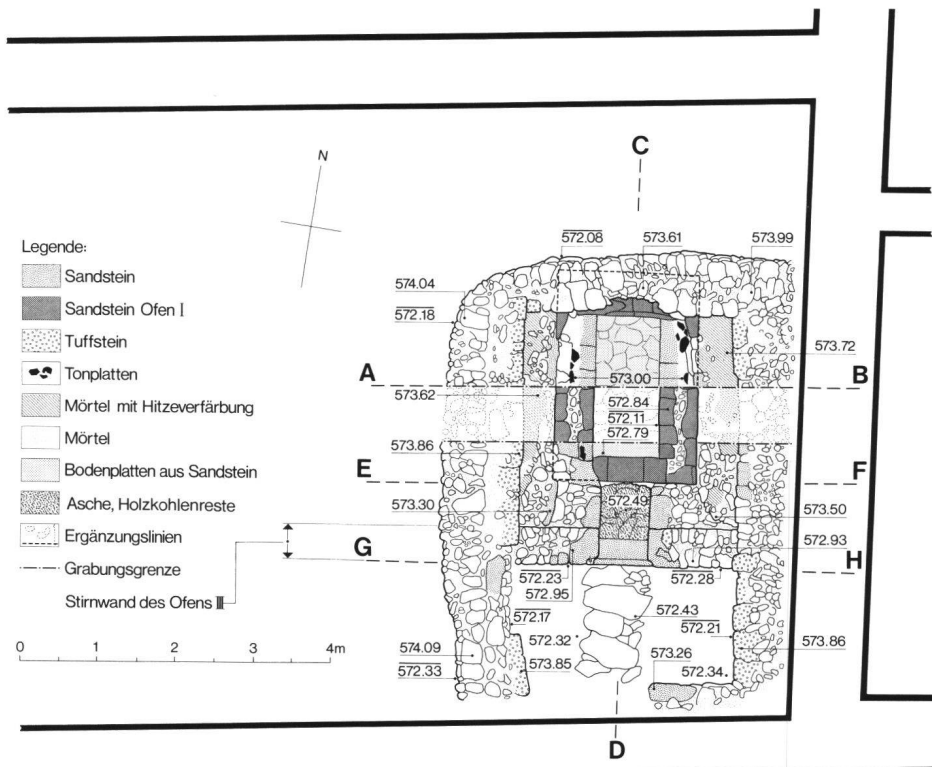 C
N
572.08 573.61 573.99
Legende:
Sandstein
574.04
Sandstein Ofen I
572.18
Tuffstein
573.72
Tonplatten
A
573.00
B
573.62
Mörtel mit Hitzeverfärbung
572.84
572.11
Mörtel
572.79
573.86
Bodenplatten aus Sandstein
E
F
Asche, Holzkohlenreste
572.49
573.30
573.50
Ergänzungslinien
572.93
G
H
Grabungsgrenze
572.23
572.28
572.95
Stirnwand des Ofens III
572.17
572.43
572.21
572.32
0 1 2 3 4m
574.09
573.85
573.26
573.86
572.33
572.34
D